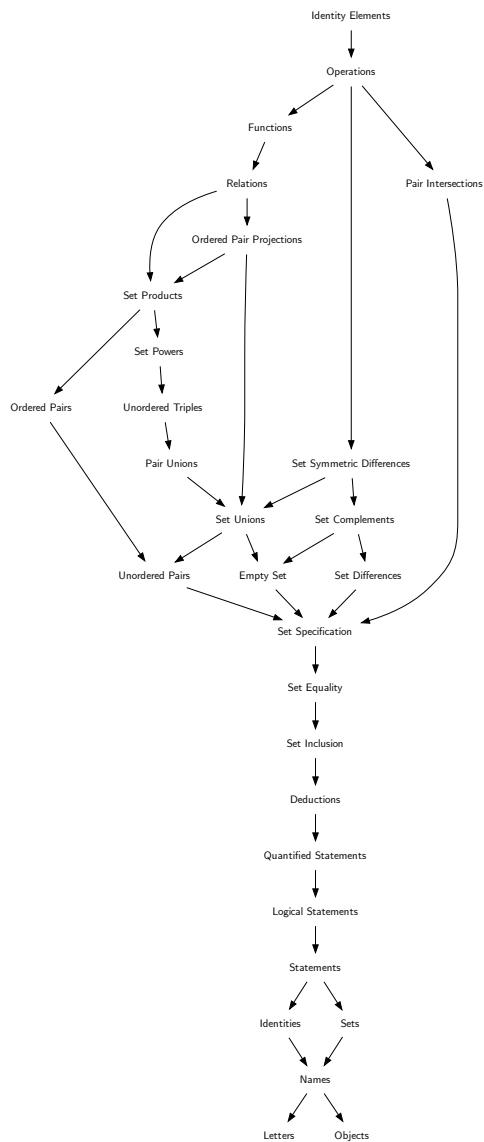 Identity Elements
Operations
Functions
Relations
Pair Intersections
Ordered Pair Projections
Set Products
Set Powers
Ordered Pairs
Unordered Triples
Pair Unions
Set Symmetric Differences
Set Unions
Set Complements
Unordered Pairs
Empty Set
Set Differences
Set Specification
Set Equality
Set Inclusion
Deductions
Quantified Statements
Logical Statements
Statements
Identities
Sets
Names
Letters
Objects